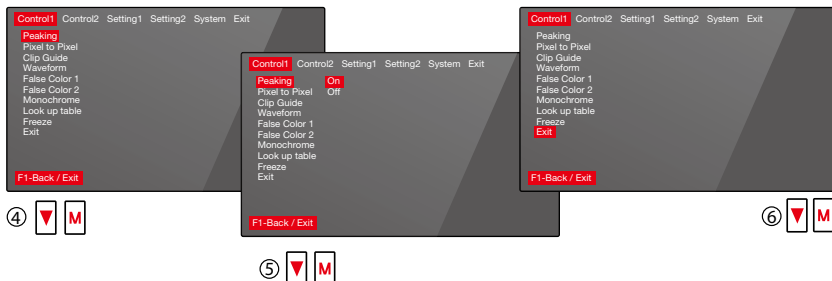 Control1 Control2 Setting1 Setting2 System Exit
Peaking
Pixel to Pixel
Clip Guide
Waveform
False Color 1
False Color 2
Monochrome
Look up table
Freeze
Exit
F1-Back / Exit
④ ▼ M
Control1 Control2 Setting1 Setting2 System Exit
Peaking On
Pixel to Pixel Off
Clip Guide
Waveform
False Color 1
False Color 2
Monochrome
Look up table
Freeze
Exit
F1-Back / Exit
⑤ ▼ M
Control1 Control2 Setting1 Setting2 System Exit
Peaking
Pixel to Pixel
Clip Guide
Waveform
False Color 1
False Color 2
Monochrome
Look up table
Freeze
Exit
F1-Back / Exit
⑥ ▼ M